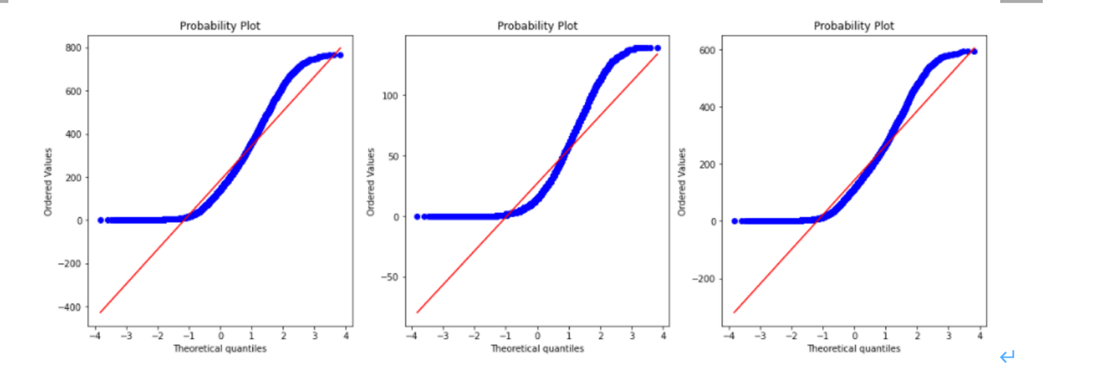 Probability Plot
800
600
400
200
0
−200
−400
Ordered Values
−4 −3 −2 −1 0 1 2 3 4
Theoretical quantiles
Probability Plot
100
50
0
−50
Ordered Values
−4 −3 −2 −1 0 1 2 3 4
Theoretical quantiles
Probability Plot
600
400
200
0
−200
Ordered Values
−4 −3 −2 −1 0 1 2 3 4
Theoretical quantiles